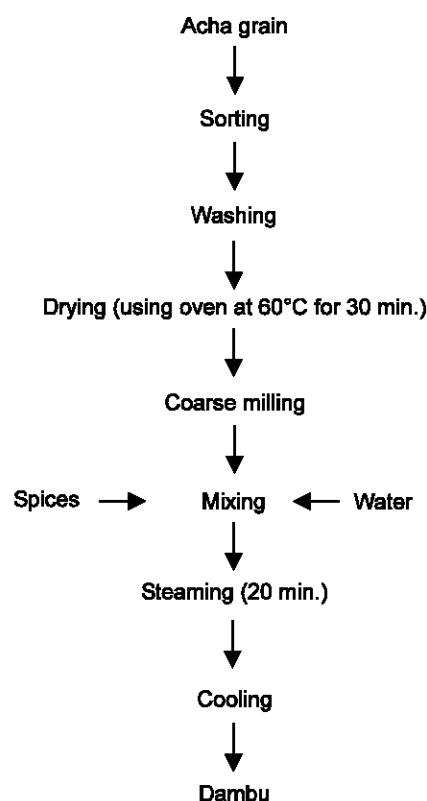 Acha grain
Sorting
Washing
Drying (using oven at 60°C for 30 min.)
Coarse milling
Spices Mixing Water
Steaming (20 min.)
Cooling
Dambu